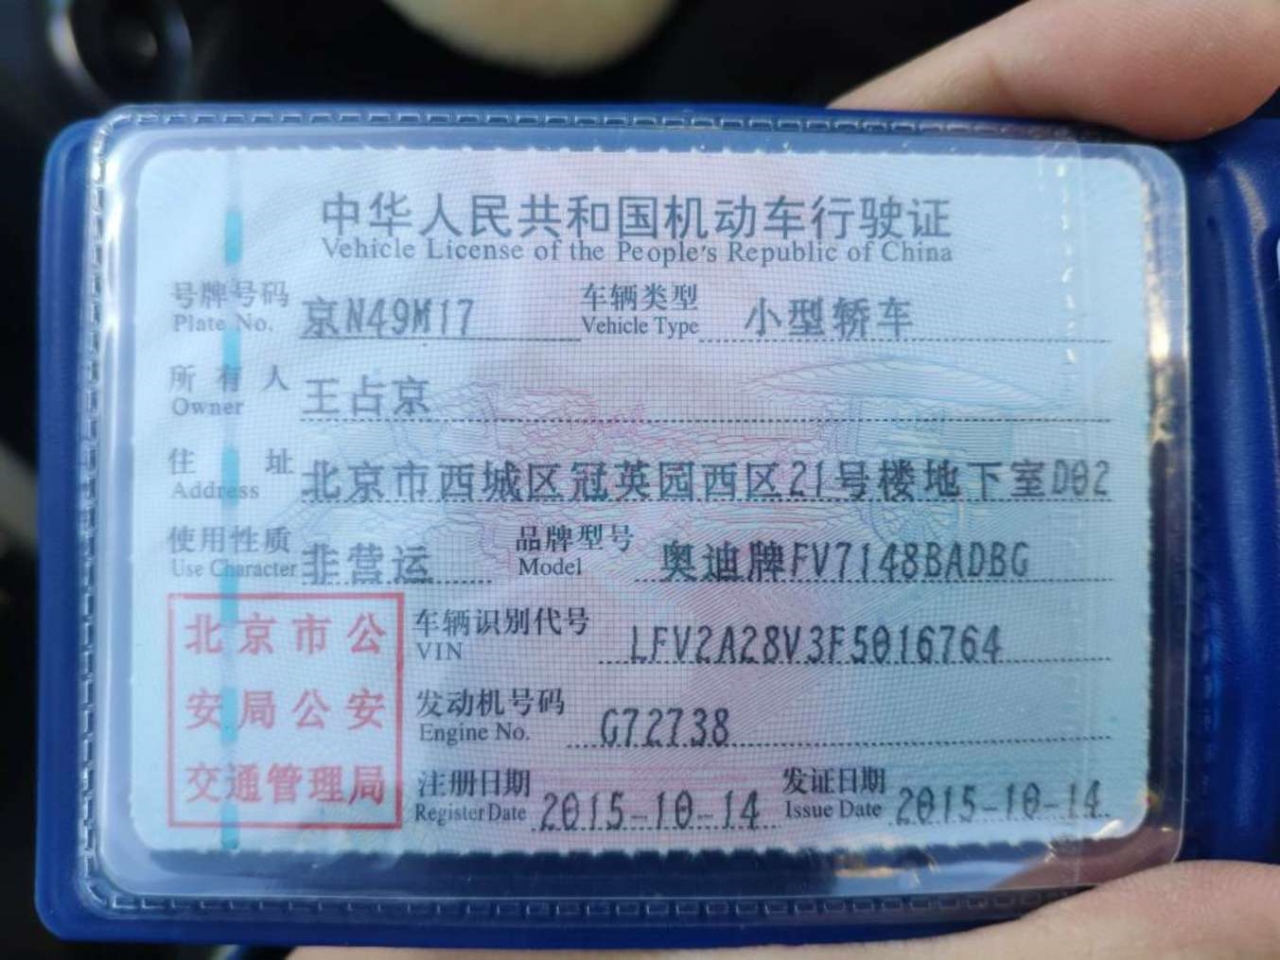 中华人民共和国机动车行驶证
Vehicle License of the People's Republic of China
号牌号码 京N49M17 车辆类型 小型轿车
Plate No. Vehicle Type
所有人 王占京
Owner
住址 北京市西城区冠英园西区21号楼地下室D02
Address
使用性质 非营运 品牌型号 奥迪牌FV7148BADBG
Use Character Model
北京市公
安局公安
交通管理局
车辆识别代号 LFV2A28V3F5016764
VIN
发动机号码 G72738
Engine No.
注册日期 2015-10-14 发证日期 2015-10-14
Register Date Issue Date